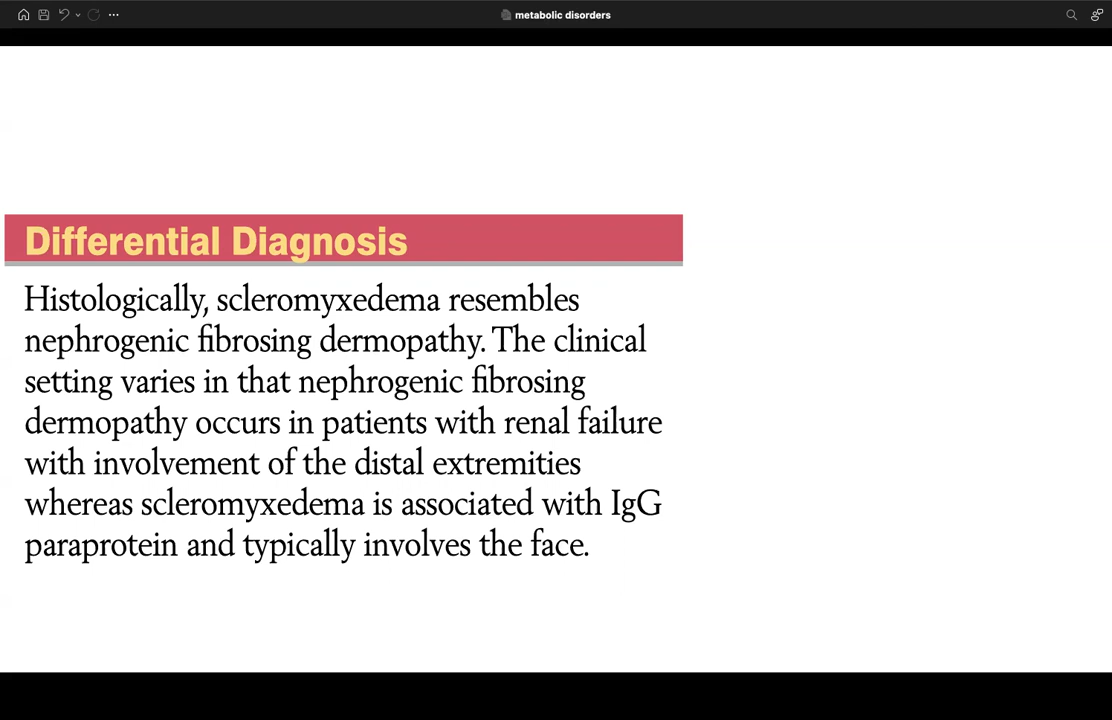 metabolic disorders
Differential Diagnosis
Histologically, scleromyxedema resembles
nephrogenic fibrosing dermopathy. The clinical
setting varies in that nephrogenic fibrosing
dermopathy occurs in patients with renal failure
with involvement of the distal extremities
whereas scleromyxedema is associated with IgG
paraprotein and typically involves the face.